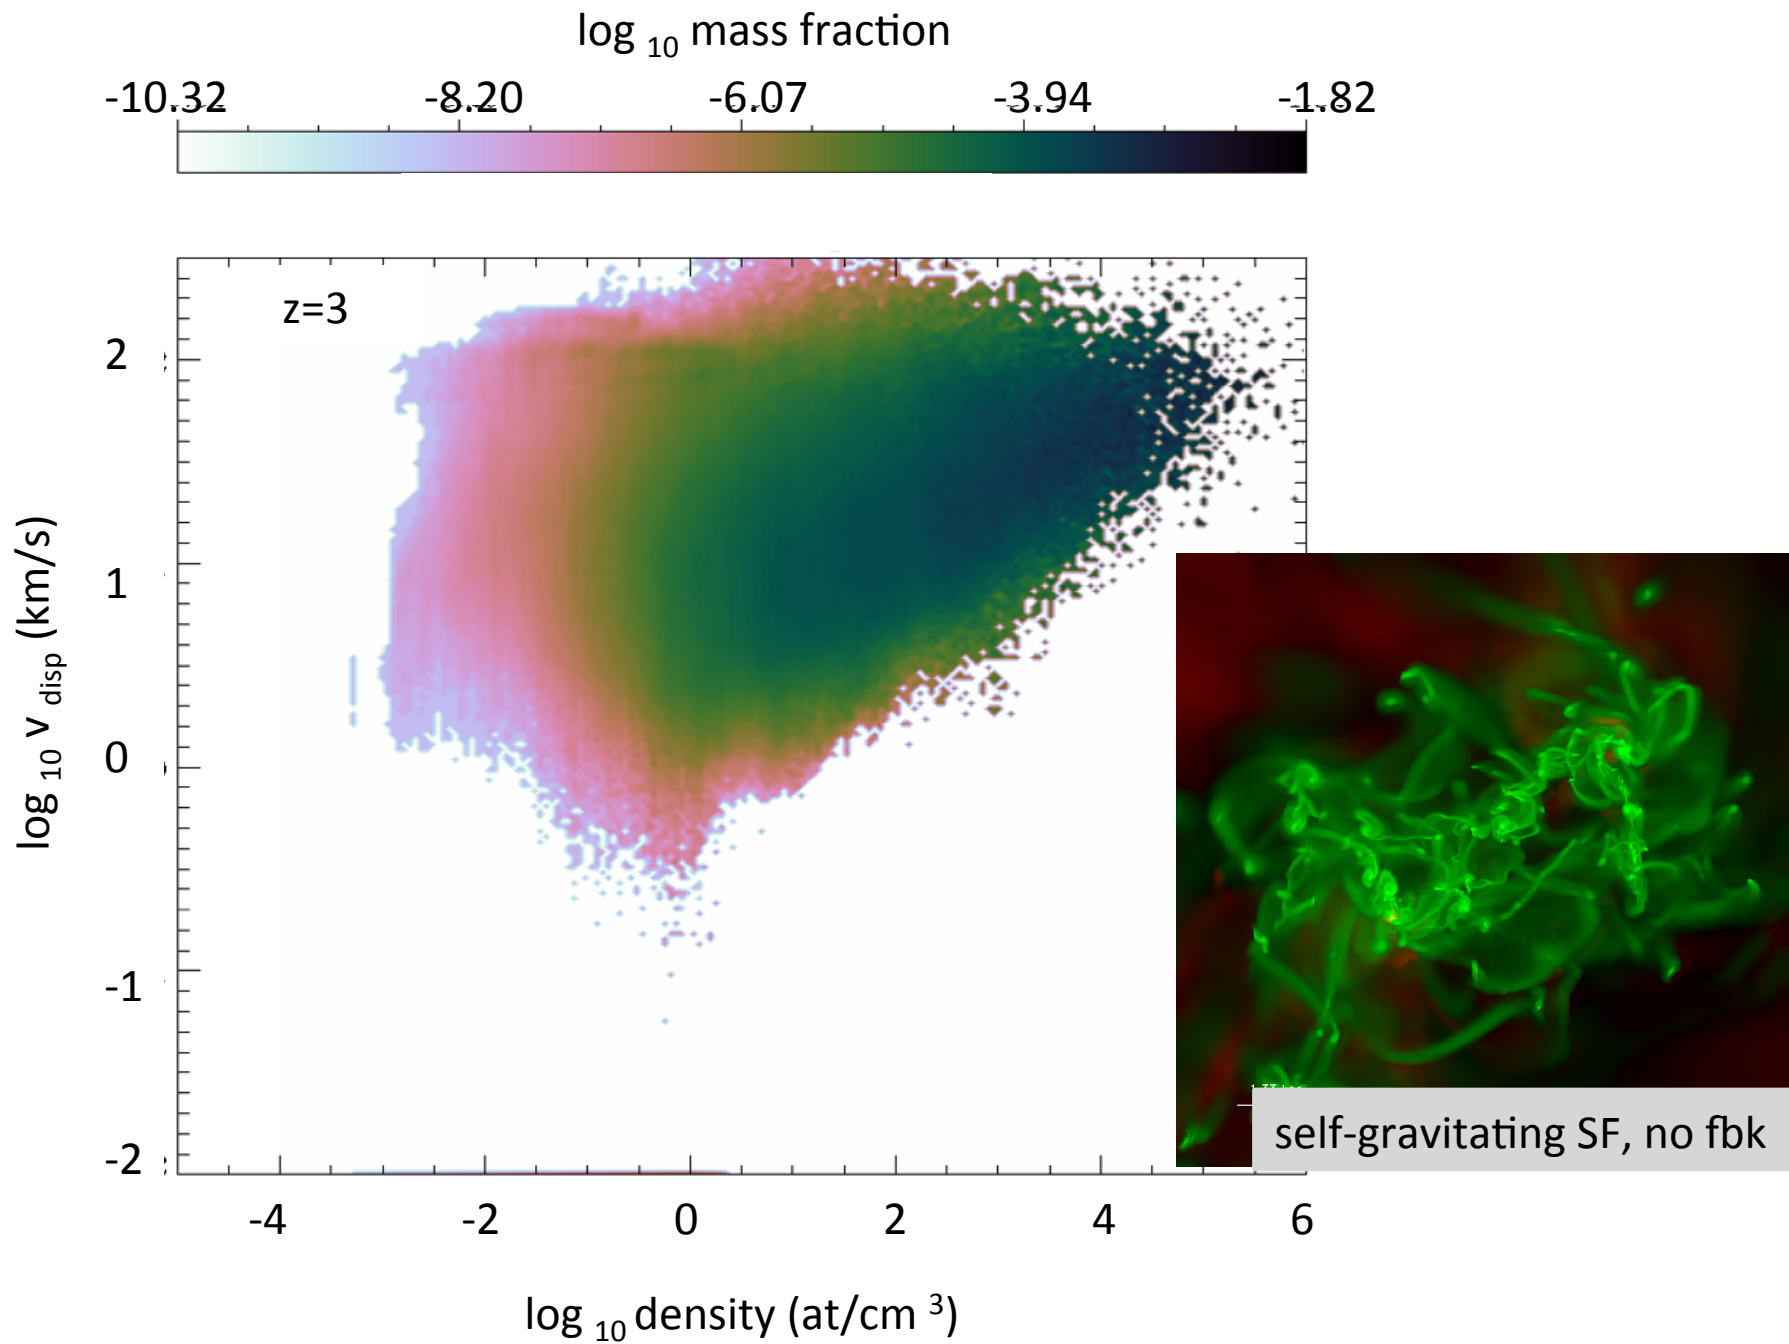 log 10 mass fraction
-10.32 -8.20 -6.07 -3.94 -1.82
z=3
2
1
0
-1
-2
log 10 v disp (km/s)
self-gravitating SF, no fbk
-4 -2 0 2 4 6
log 10 density (at/cm 3)